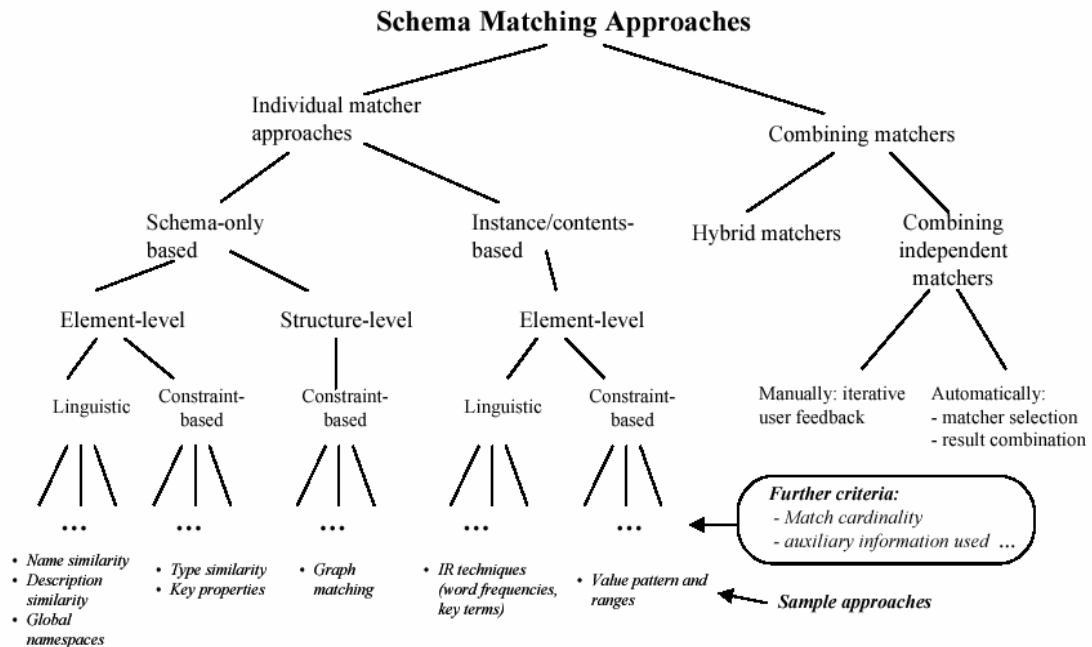 Schema Matching Approaches
Individual matcher
approaches
Combining matchers
Schema-only
based
Instance/contents-
based
Hybrid matchers
Combining
independent
matchers
Element-level
Structure-level
Element-level
Linguistic
Constraint-
based
Constraint-
based
Linguistic
Constraint-
based
Manually: iterative
user feedback
Automatically:
- matcher selection
- result combination
Further criteria:
- Match cardinality
- auxiliary information used ...
...
...
...
...
...
• Name similarity
• Description
similarity
• Global
namespaces
• Type similarity
• Key properties
• Graph
matching
• IR techniques
(word frequencies,
key terms)
• Value pattern and
ranges
Sample approaches